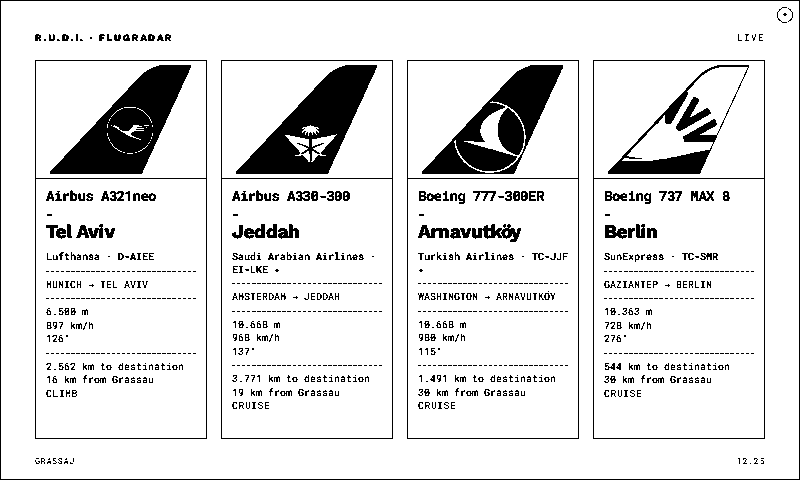 R.U.D.I. · FLUGRADAR
LIVE
Airbus A321neo
-
Tel Aviv
Lufthansa · D-AIEE
MUNICH → TEL AVIV
6.500 m
897 km/h
126°
2.562 km to destination
16 km from Grassau
CLIMB
Airbus A330-300
-
Jeddah
Saudi Arabian Airlines ·
EI-LKE ✦
AMSTERDAM → JEDDAH
10.668 m
968 km/h
137°
3.771 km to destination
19 km from Grassau
CRUISE
Boeing 777-300ER
-
Arnavutköy
Turkish Airlines · TC-JJF
✦
WASHINGTON → ARNAVUTKÖY
10.668 m
980 km/h
115°
1.491 km to destination
30 km from Grassau
CRUISE
Boeing 737 MAX 8
-
Berlin
SunExpress · TC-SMR
GAZIANTEP → BERLIN
10.363 m
728 km/h
276°
544 km to destination
30 km from Grassau
CRUISE
GRASSAU
12.25